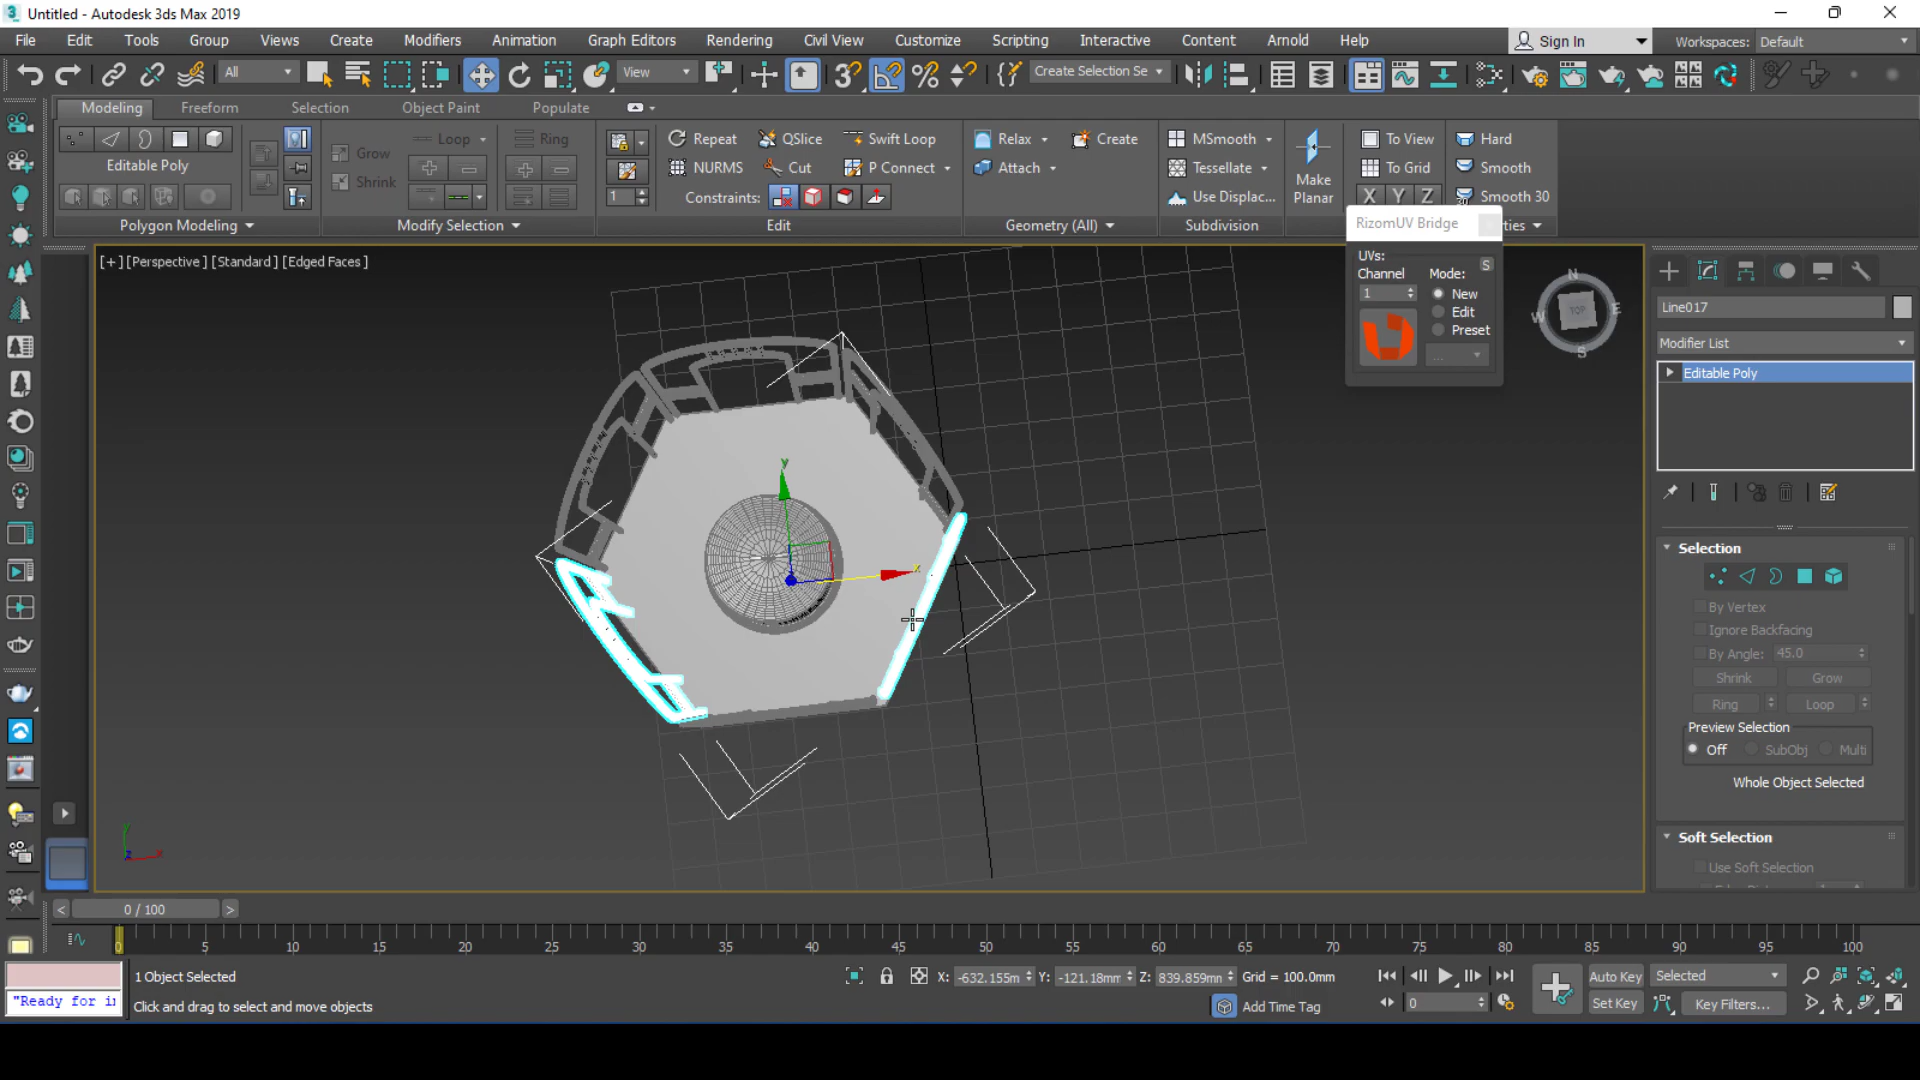 3 Untitled - Autodesk 3ds Max 2019
File Edit Tools Group Views Create Modifiers Animation Graph Editors Rendering Civil View Customize Scripting Interactive Content Arnold Help Sign In Workspaces: Default
All View Create Selection Se
Modeling Freeform Selection Object Paint Populate
Loop Ring Repeat QSlice Swift Loop Relax Create MSmooth To View Hard
Grow
Editable Poly NURMS Cut P Connect Attach Tessellate To Grid Smooth
Shrink Make
Planar
1 Constraints: Use Displac... X Y Z Smooth 30
Polygon Modeling Modify Selection Edit Geometry (All) Subdivision ties
RizomUV Bridge
UVs: S
Channel Mode:
1 New
Edit
Preset
...
[+] [Perspective] [Standard] [Edged Faces]
N
W TOP E
S
y
x
y
z x
Line017
Modifier List
Editable Poly
Selection
By Vertex
Ignore Backfacing
By Angle: 45.0
Shrink Grow
Ring Loop
Preview Selection
Off SubObj Multi
Whole Object Selected
Soft Selection
Use Soft Selection
< 0 / 100 >
0 5 10 15 20 25 30 35 40 45 50 55 60 65 70 75 80 85 90 95 100
1 Object Selected X: -632.155m Y: -121.18mm Z: 839.859mm Grid = 100.0mm Auto Key Selected
"Ready for i Click and drag to select and move objects Add Time Tag 0 Set Key Key Filters...